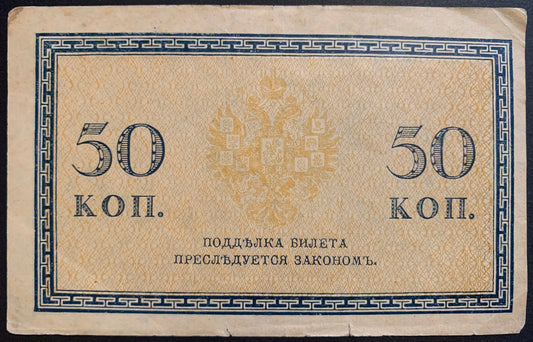 50 50
КОП. КОП.
ПОДДѢЛКА БИЛЕТА
ПРЕСЛѢДУЕТСЯ ЗАКОНОМЪ.